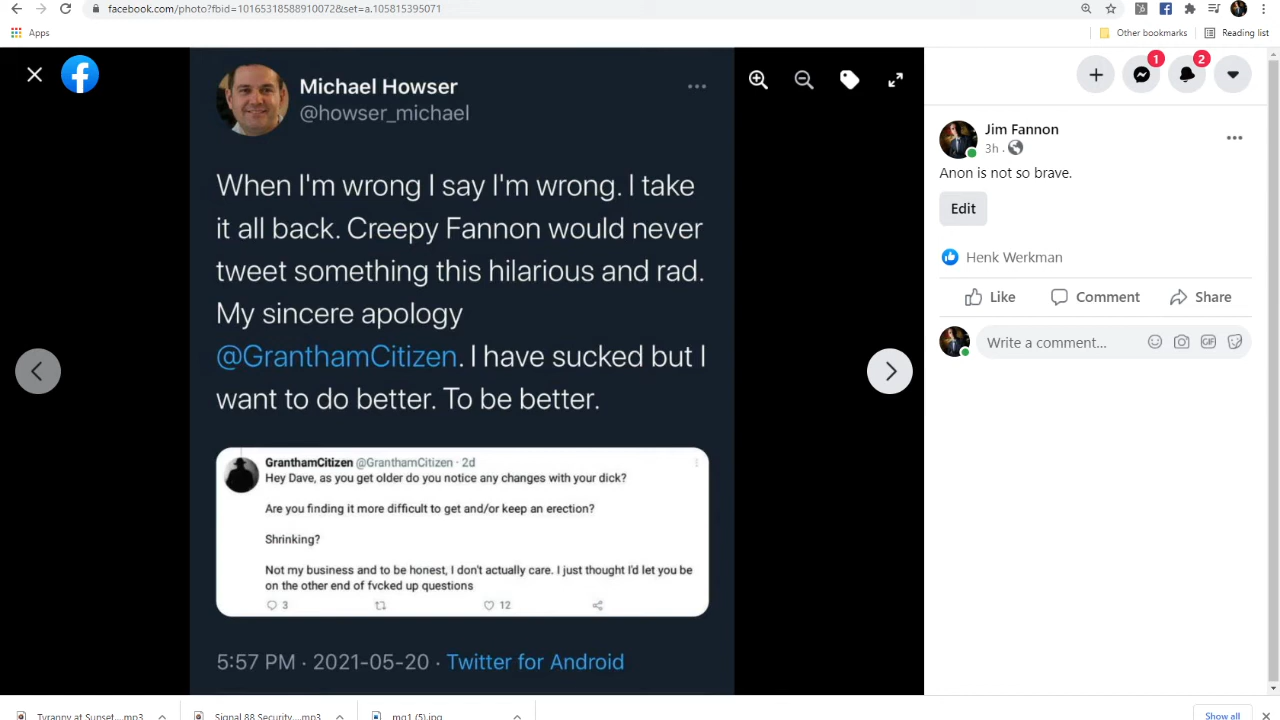 facebook.com/photo?fbid=10165318588910072&set=a.105815395071
Apps
Other bookmarks
Reading list
Michael Howser
@howser_michael
When I'm wrong I say I'm wrong. I take
it all back. Creepy Fannon would never
tweet something this hilarious and rad.
My sincere apology
@GranthamCitizen. I have sucked but I
want to do better. To be better.
GranthamCitizen @GranthamCitizen · 2d
Hey Dave, as you get older do you notice any changes with your dick?
Are you finding it more difficult to get and/or keep an erection?
Shrinking?
Not my business and to be honest, I don't actually care. I just thought I'd let you be
on the other end of fvcked up questions
3
12
5:57 PM · 2021-05-20 · Twitter for Android
1
2
Jim Fannon
3h ·
Anon is not so brave.
Edit
Henk Werkman
Like
Comment
Share
Write a comment...
GIF
Tyranny at Sunset....mp3
Signal 88 Security....mp3
mq1 (5).jpg
Show all